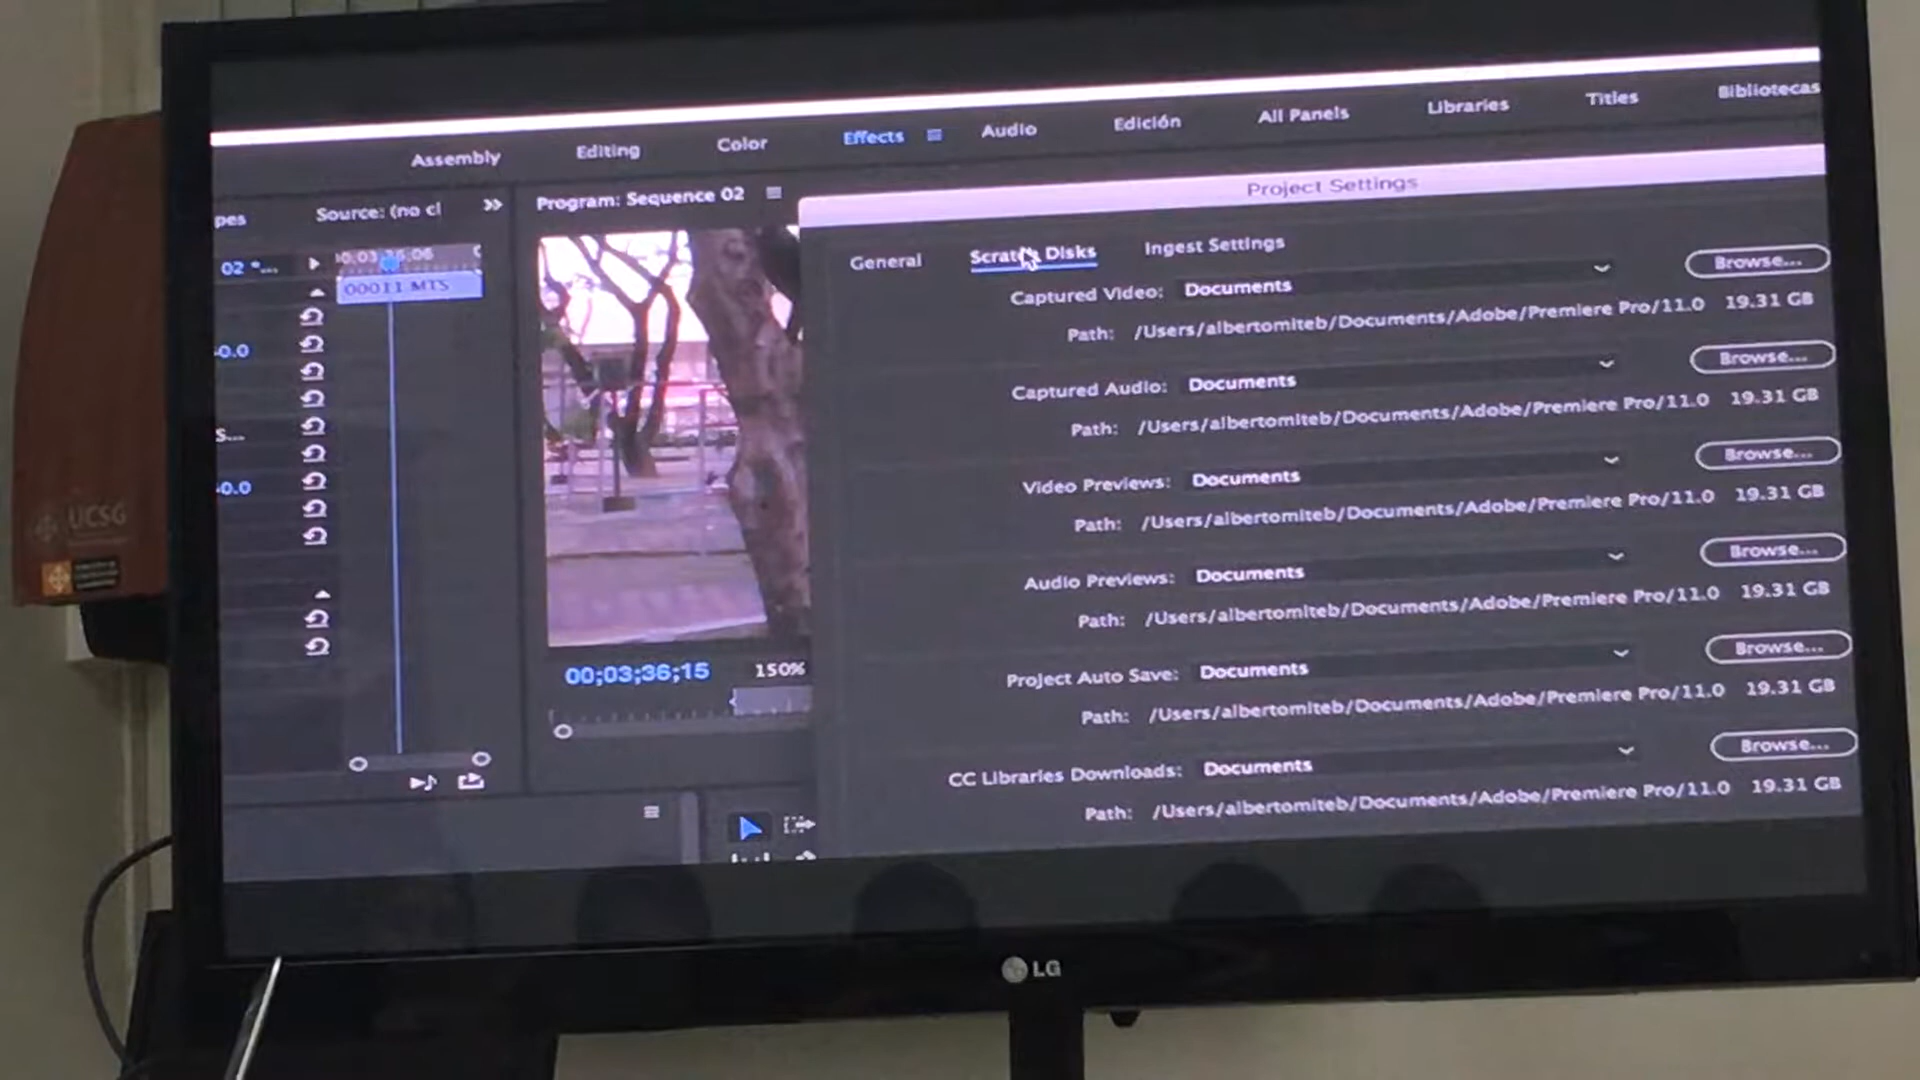 Assembly Editing Color Effects Audio Edición All Panels Libraries Titles Bibliotecas
pes Source: (no cl Program: Sequence 02
Project Settings
General Scratch Disks Ingest Settings
02 *...
00011.MTS
Captured Video: Documents Browse...
Path: /Users/albertomiteb/Documents/Adobe/Premiere Pro/11.0 19.31 GB
Captured Audio: Documents Browse...
Path: /Users/albertomiteb/Documents/Adobe/Premiere Pro/11.0 19.31 GB
Video Previews: Documents Browse...
Path: /Users/albertomiteb/Documents/Adobe/Premiere Pro/11.0 19.31 GB
Audio Previews: Documents Browse...
Path: /Users/albertomiteb/Documents/Adobe/Premiere Pro/11.0 19.31 GB
Project Auto Save: Documents Browse...
Path: /Users/albertomiteb/Documents/Adobe/Premiere Pro/11.0 19.31 GB
CC Libraries Downloads: Documents Browse...
Path: /Users/albertomiteb/Documents/Adobe/Premiere Pro/11.0 19.31 GB
0.0
S...
0.0
00;03;36;15 150%
UCSG
LG